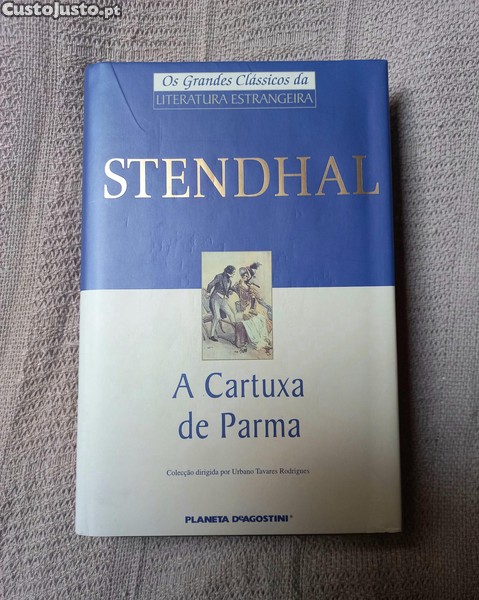 CustoJusto.pt
Os Grandes Clássicos da
LITERATURA ESTRANGEIRA
STENDHAL
A Cartuxa
de Parma
Colecção dirigida por Urbano Tavares Rodrigues
PLANETA DEAGOSTINI